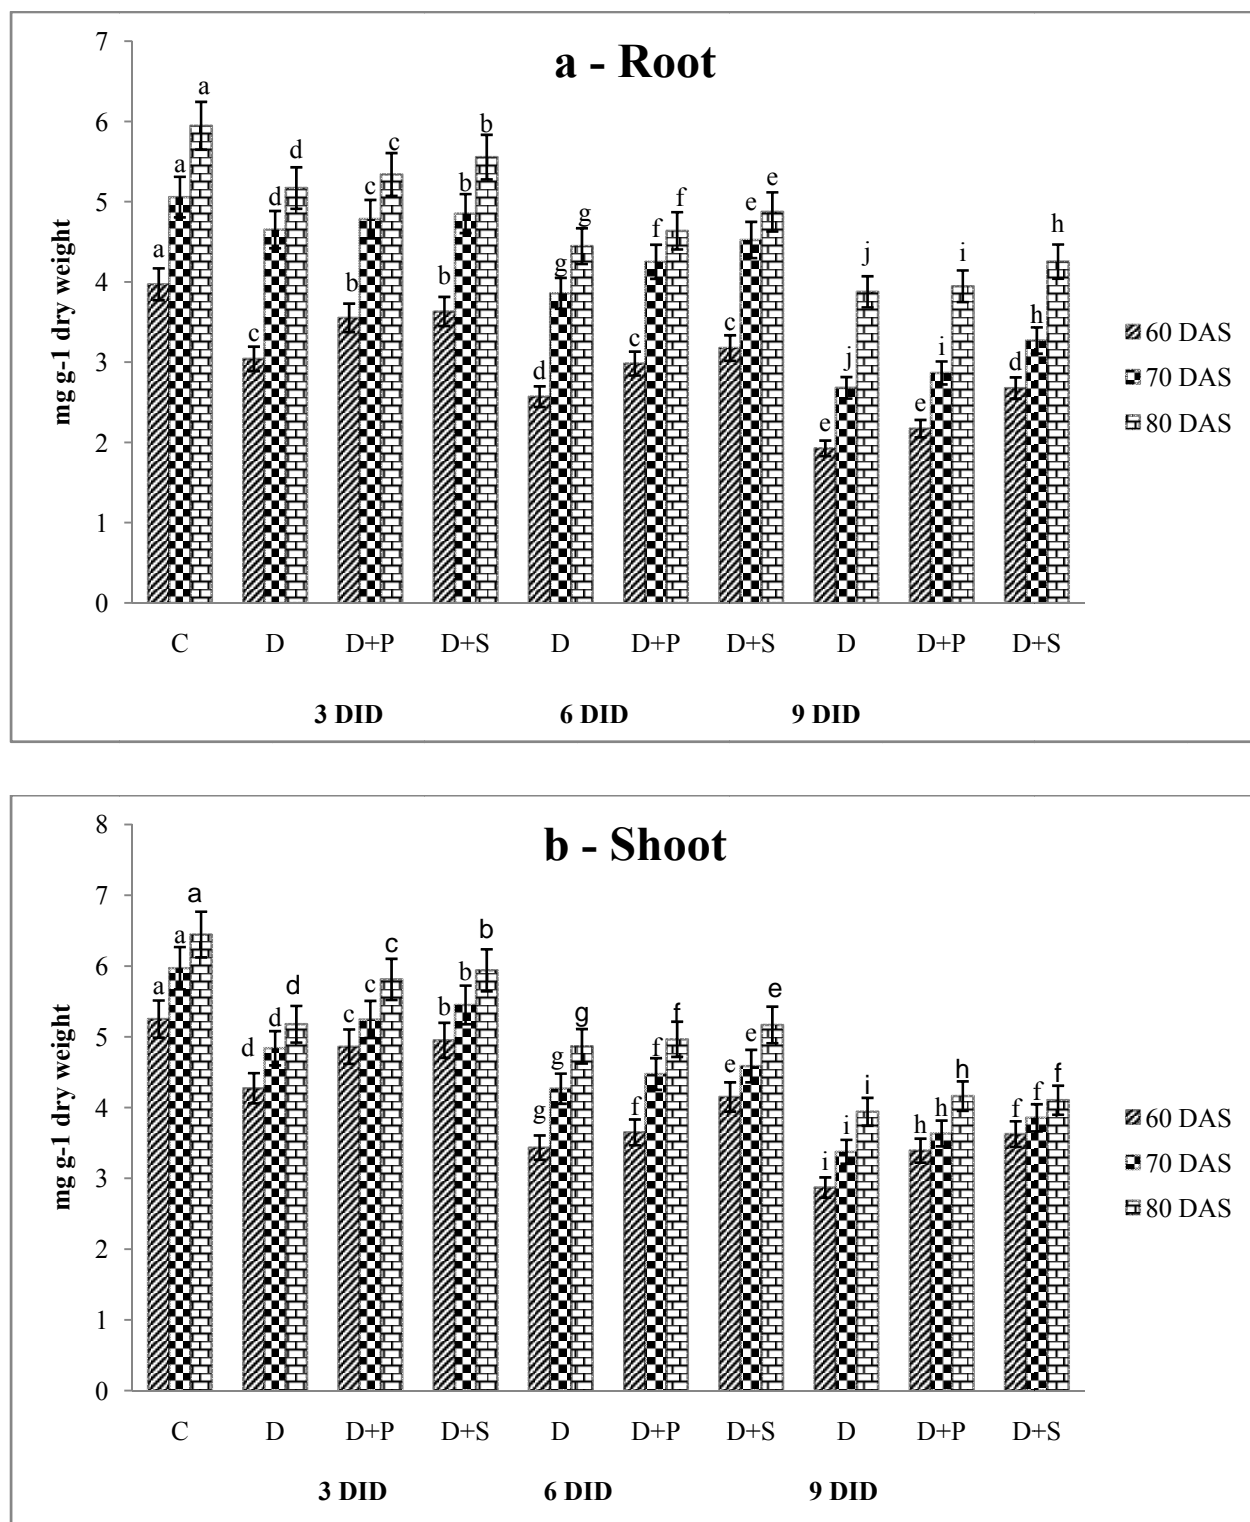 a - Root
7
6
5
4
3
2
1
0
mg g-1 dry weight
a a a
c d d
b c c
b b b
d g g
c f f
c e e
e j j
e i i
d h h
60 DAS
70 DAS
80 DAS
C D D+P D+S D D+P D+S D D+P D+S
3 DID 6 DID 9 DID
b - Shoot
8
7
6
5
4
3
2
1
0
mg g-1 dry weight
a a a
d d d
c c c
b b b
g g g
f f f
e e e
i i i
h h h
f f f
60 DAS
70 DAS
80 DAS
C D D+P D+S D D+P D+S D D+P D+S
3 DID 6 DID 9 DID